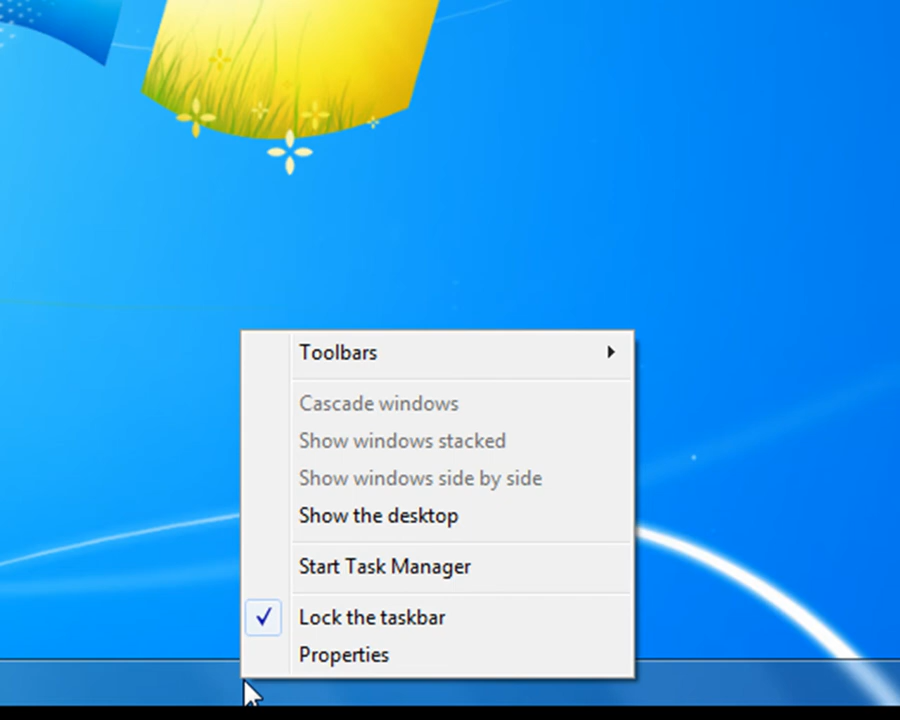 Toolbars
Cascade windows
Show windows stacked
Show windows side by side
Show the desktop
Start Task Manager
Lock the taskbar
Properties